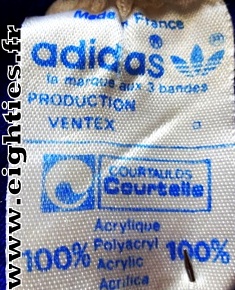 Made in France
adidas®
la marque aux 3 bandes
PRODUCTION
VENTEX
COURTAULDS
Courtelle
Acrylique
Polyacryl
100% Acrylic 100%
Acrilica
www.eighties.fr